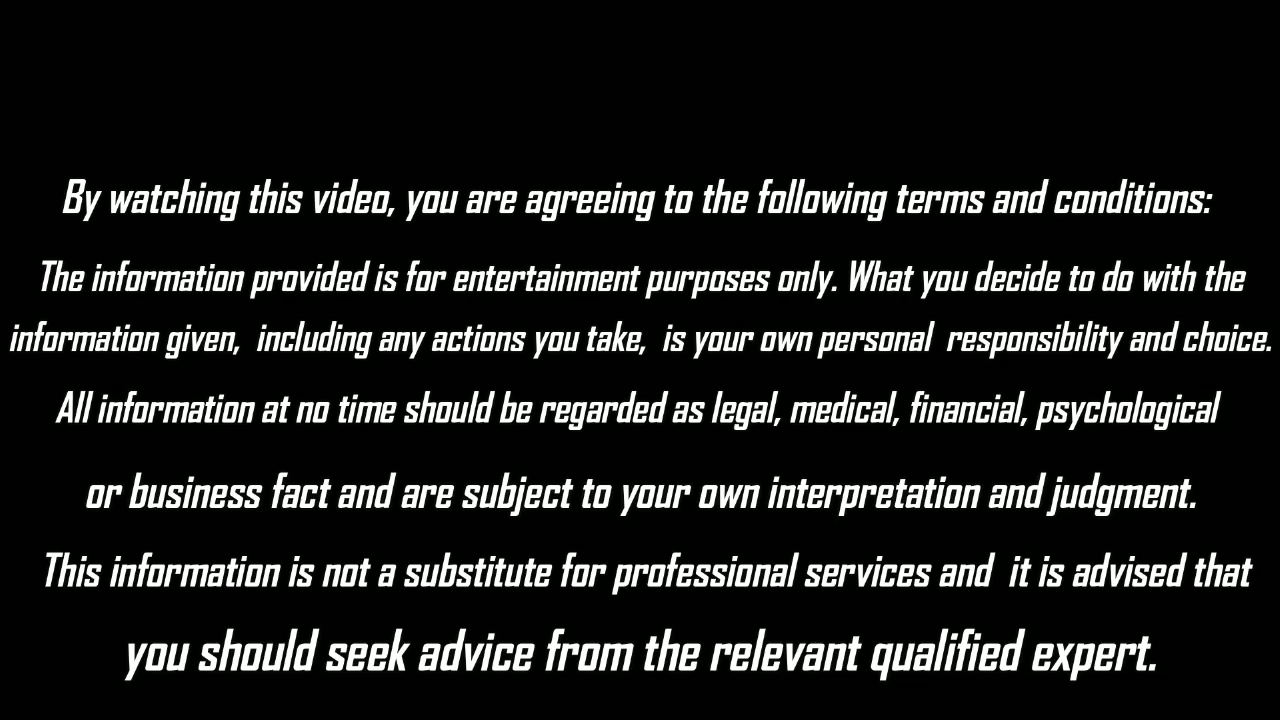 By watching this video, you are agreeing to the following terms and conditions:
The information provided is for entertainment purposes only. What you decide to do with the
information given, including any actions you take, is your own personal responsibility and choice.
All information at no time should be regarded as legal, medical, financial, psychological
or business fact and are subject to your own interpretation and judgment.
This information is not a substitute for professional services and it is advised that
you should seek advice from the relevant qualified expert.